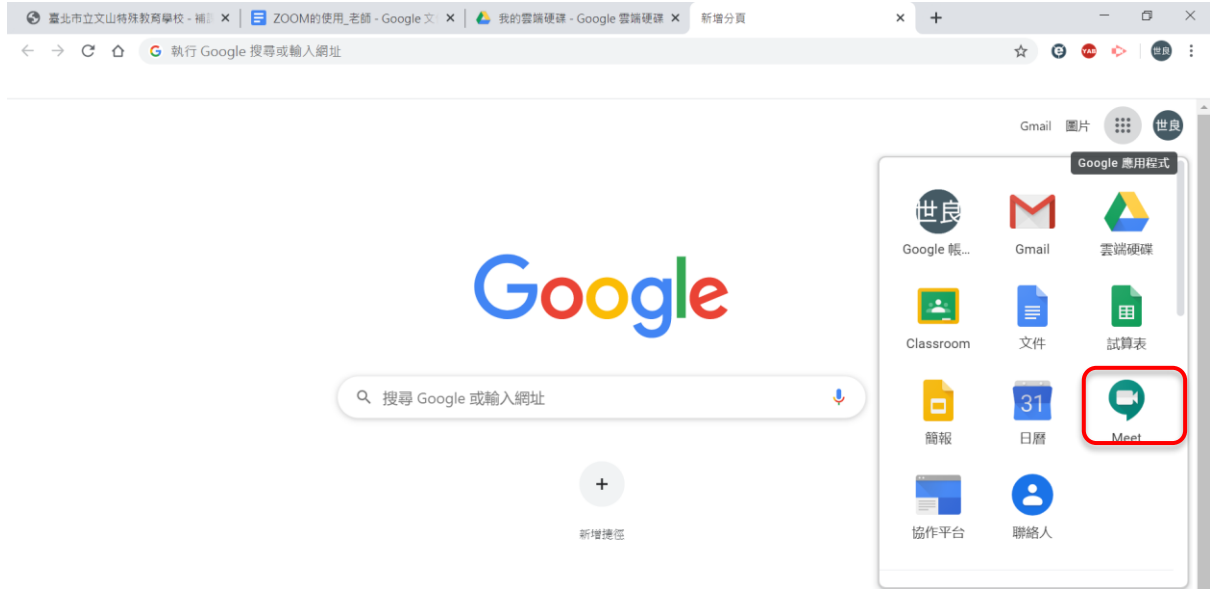 臺北市立文山特殊教育學校 - 補
ZOOM的使用_老師 - Google 文
我的雲端硬碟 - Google 雲端硬碟
新增分頁
G 執行 Google 搜尋或輸入網址
YAB
世良
Gmail 圖片 世良
Google 應用程式
世良
Google 帳... Gmail 雲端硬碟
Google
Classroom 文件 試算表
搜尋 Google 或輸入網址
31
簡報 日曆 Meet
新增捷徑
協作平台 聯絡人